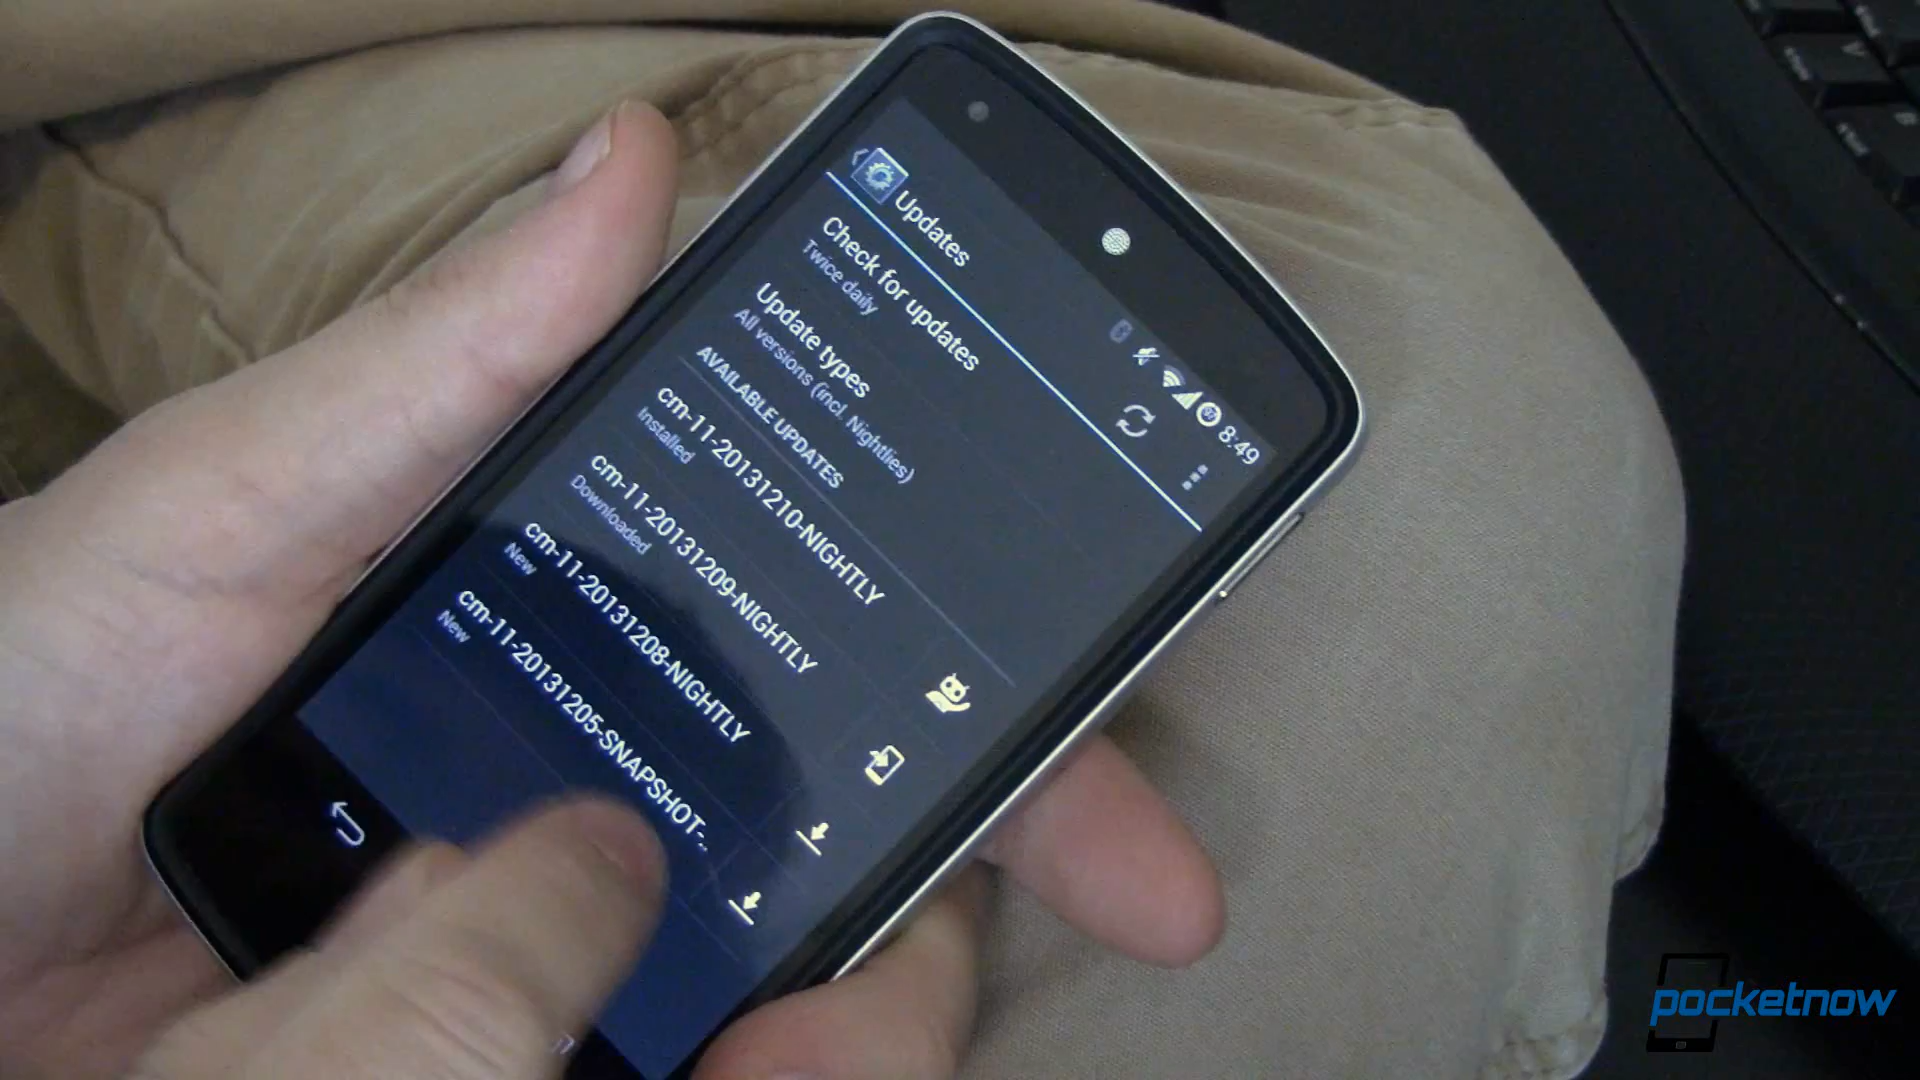 8:49
Updates
Check for updates
Twice daily
Update types
All versions (incl. Nightlies)
AVAILABLE UPDATES
cm-11-20131210-NIGHTLY
Installed
cm-11-20131209-NIGHTLY
Downloaded
cm-11-20131208-NIGHTLY
New
cm-11-20131205-SNAPSHOT-..
New
V
B
pocketnow